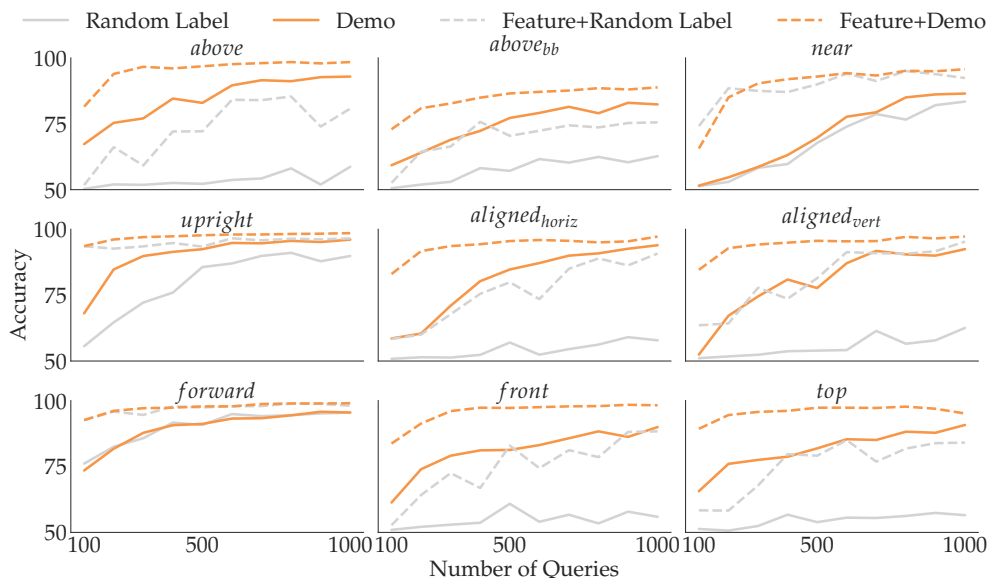 Random Label Demo Feature+Random Label Feature+Demo
above above_bb near
100
75
50
upright aligned_horiz aligned_vert
100
75
50
Accuracy
forward front top
100
75
50
100 500 1000 100 500 1000 100 500 1000
Number of Queries